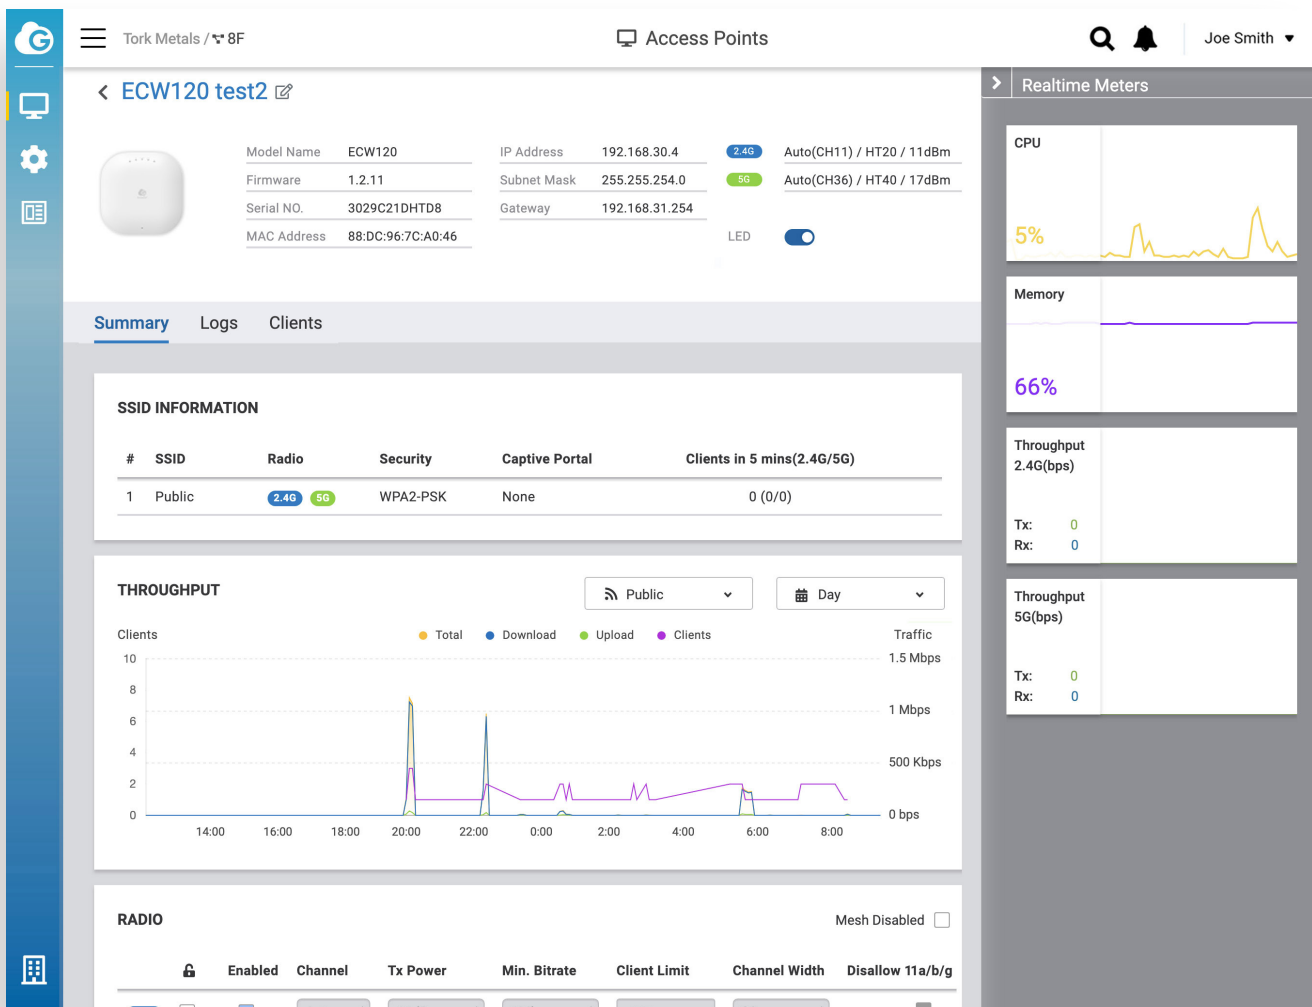 G
Tork Metals / 8F
Access Points
Joe Smith
ECW120 test2
Model Name ECW120
Firmware 1.2.11
Serial NO. 3029C21DHTD8
MAC Address 88:DC:96:7C:A0:46
IP Address 192.168.30.4
Subnet Mask 255.255.254.0
Gateway 192.168.31.254
2.4G Auto(CH11) / HT20 / 11dBm
5G Auto(CH36) / HT40 / 17dBm
LED
Summary Logs Clients
SSID INFORMATION
# SSID Radio Security Captive Portal Clients in 5 mins(2.4G/5G)
1 Public 2.4G 5G WPA2-PSK None 0 (0/0)
THROUGHPUT
Public
Day
Clients
Total Download Upload Clients
Traffic
10 1.5 Mbps
8
6 1 Mbps
4
2 500 Kbps
0 0 bps
14:00 16:00 18:00 20:00 22:00 0:00 2:00 4:00 6:00 8:00
RADIO
Mesh Disabled
Enabled Channel Tx Power Min. Bitrate Client Limit Channel Width Disallow 11a/b/g
Realtime Meters
CPU
5%
Memory
66%
Throughput
2.4G(bps)
Tx: 0
Rx: 0
Throughput
5G(bps)
Tx: 0
Rx: 0